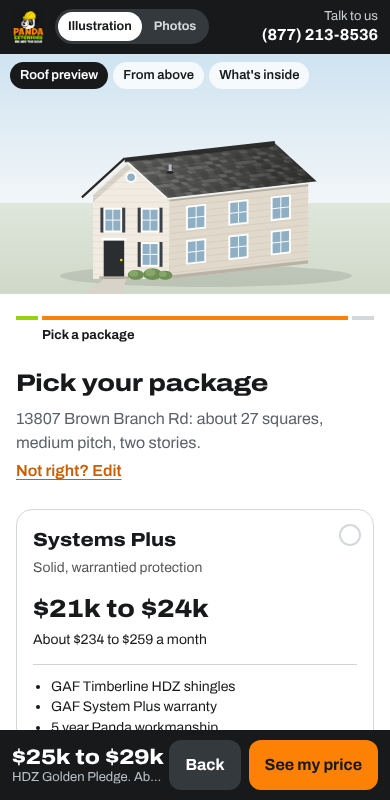 PANDA
EXTERIORS
Illustration
Photos
Talk to us
(877) 213-8536
Roof preview
From above
What's inside
Pick a package
Pick your package
13807 Brown Branch Rd: about 27 squares,
medium pitch, two stories.
Not right? Edit
Systems Plus
Solid, warrantied protection
$21k to $24k
About $234 to $259 a month
• GAF Timberline HDZ shingles
• GAF System Plus warranty
• 5 year Panda workmanship
$25k to $29k
HDZ Golden Pledge. Ab...
Back
See my price